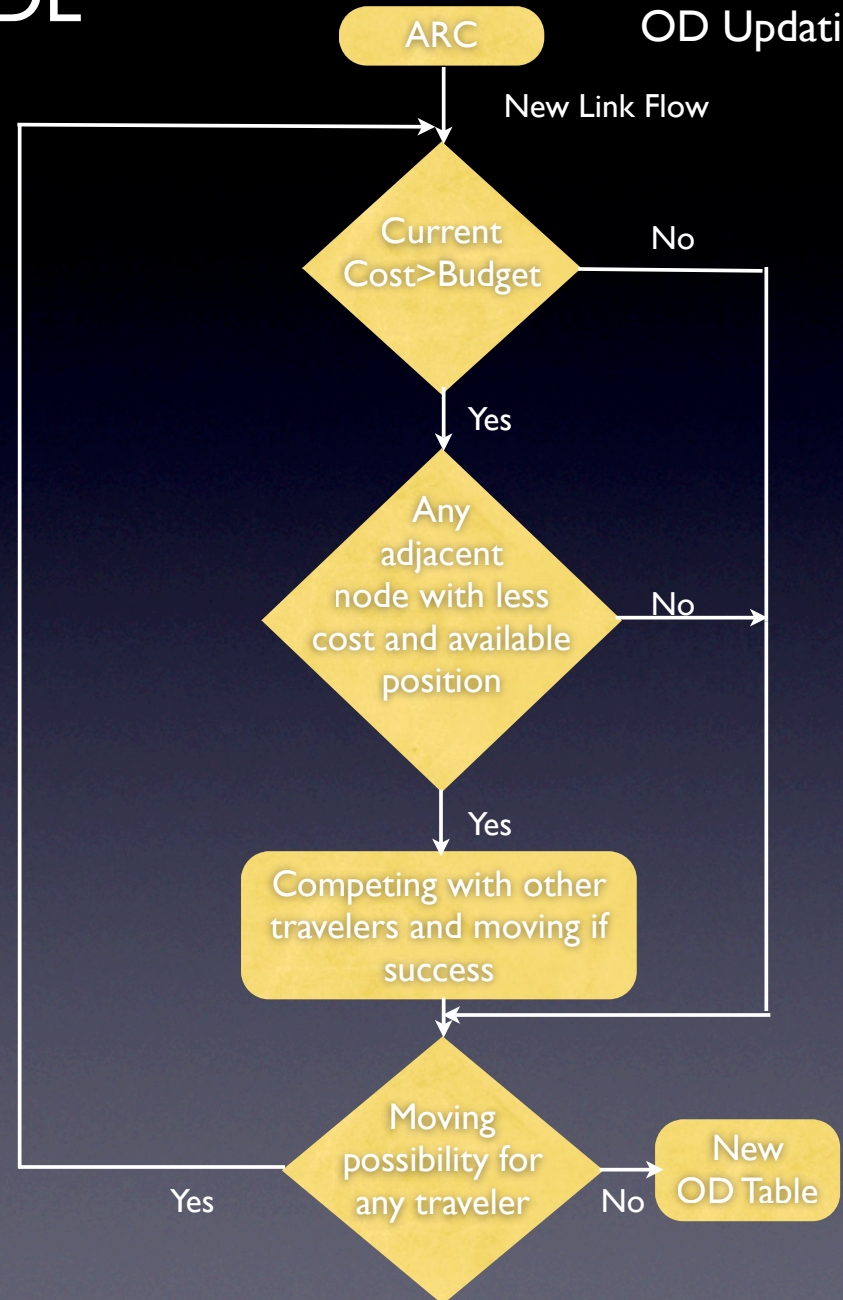 ARC
New Link Flow
Current
Cost>Budget
No
Yes
Any
adjacent
node with less
cost and available
position
No
Yes
Competing with other
travelers and moving if
success
Moving
possibility for
any traveler
Yes
No
New
OD Table
OD